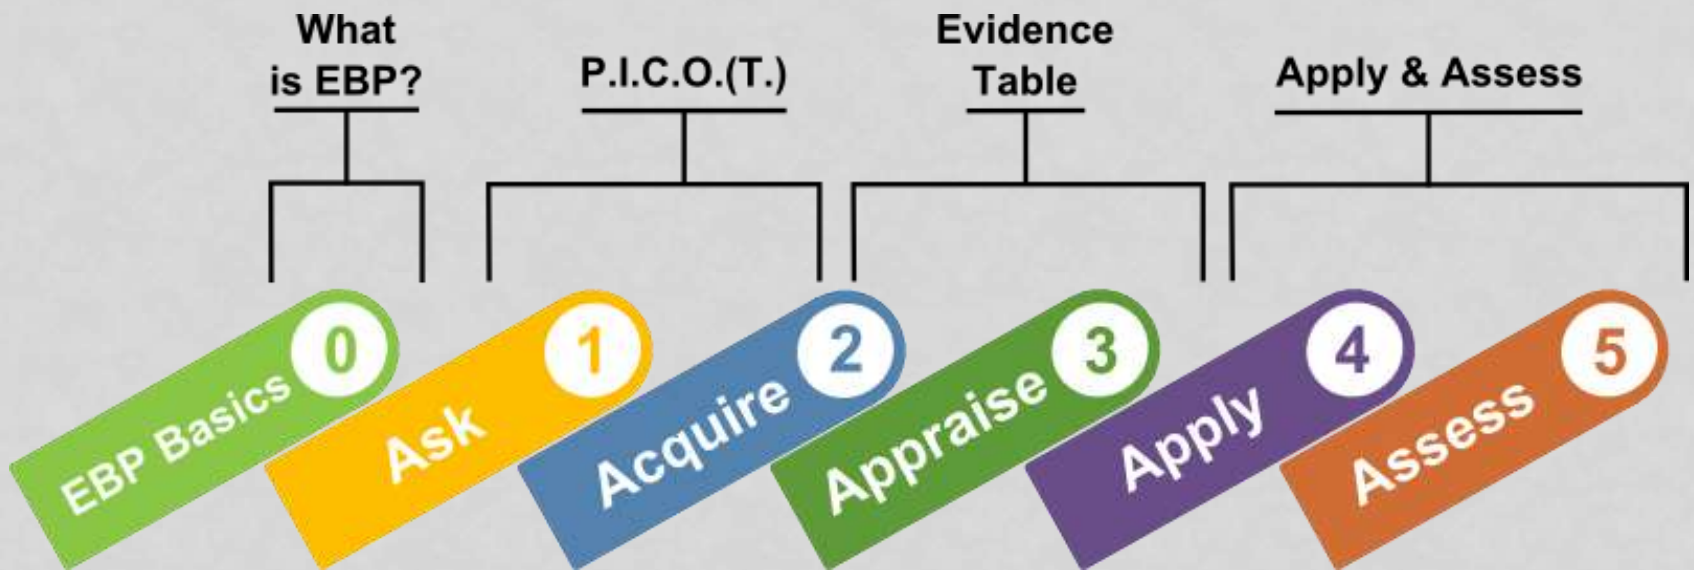 What
is EBP?
P.I.C.O.(T.)
Evidence
Table
Apply & Assess
EBP Basics 0
Ask 1
Acquire 2
Appraise 3
Apply 4
Assess 5